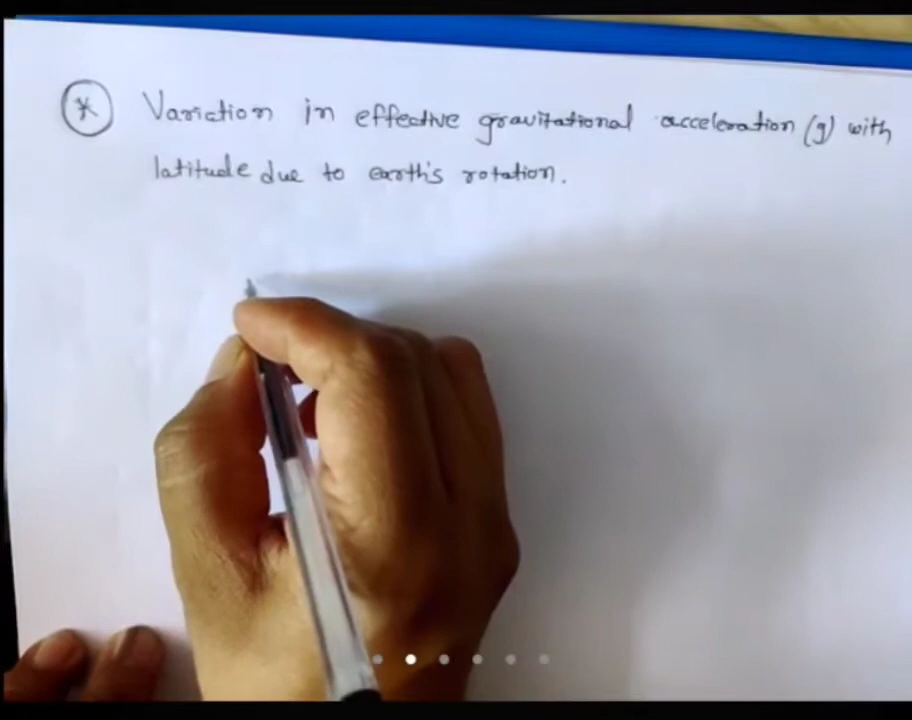 * Variation in effective gravitational acceleration (g) with
latitude due to earth's rotation.